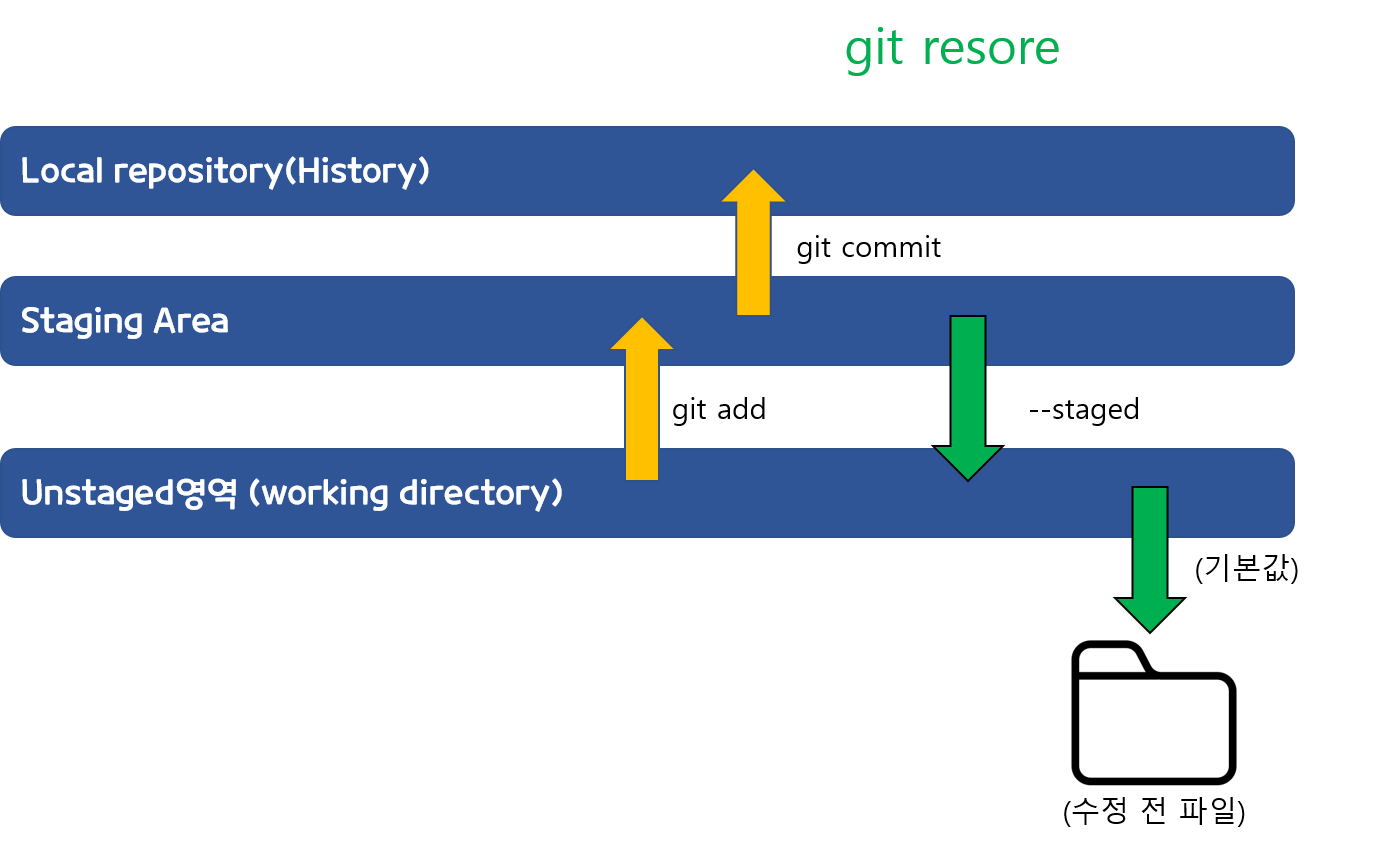 git resore
Local repository(History)
git commit
Staging Area
git add
--staged
Unstaged영역 (working directory)
(기본값)
(수정 전 파일)